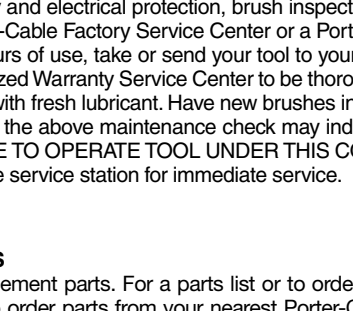 and electrical protection, brush inspect
-Cable Factory Service Center or a Port
urs of use, take or send your tool to your
zed Warranty Service Center to be thoro
with fresh lubricant. Have new brushes in
the above maintenance check may ind
E TO OPERATE TOOL UNDER THIS CO
e service station for immediate service.
s
ement parts. For a parts list or to orde
order parts from your nearest Porter-C